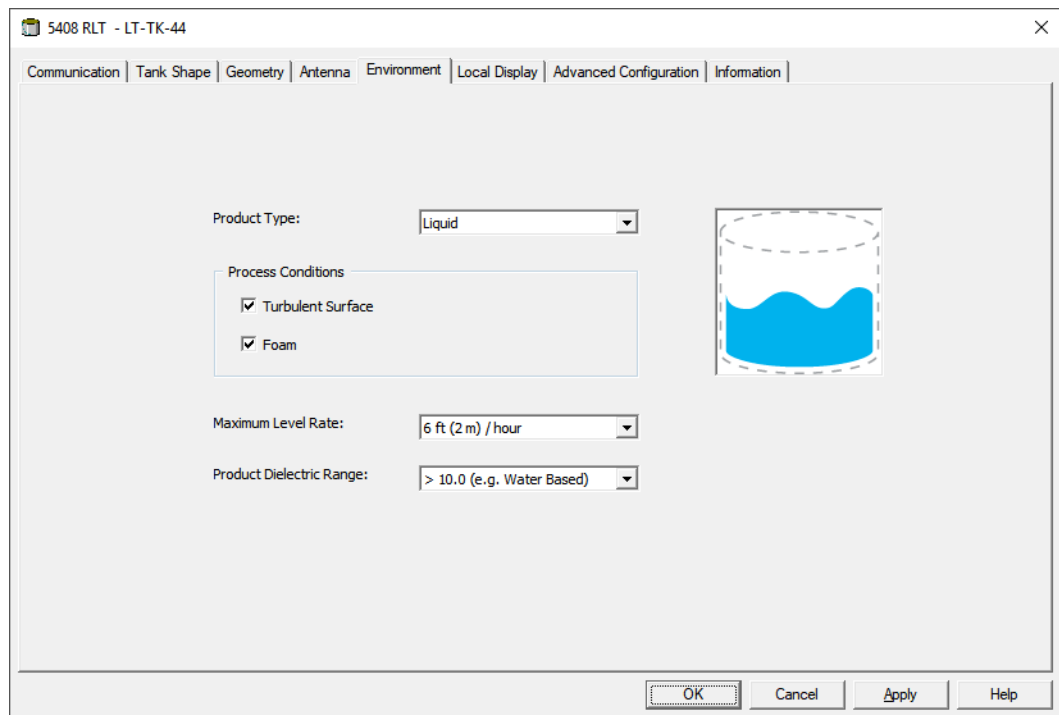 5408 RLT - LT-TK-44
Communication Tank Shape Geometry Antenna Environment Local Display Advanced Configuration Information
Product Type: Liquid
Process Conditions
Turbulent Surface
Foam
Maximum Level Rate: 6 ft (2 m) / hour
Product Dielectric Range: > 10.0 (e.g. Water Based)
OK Cancel Apply Help